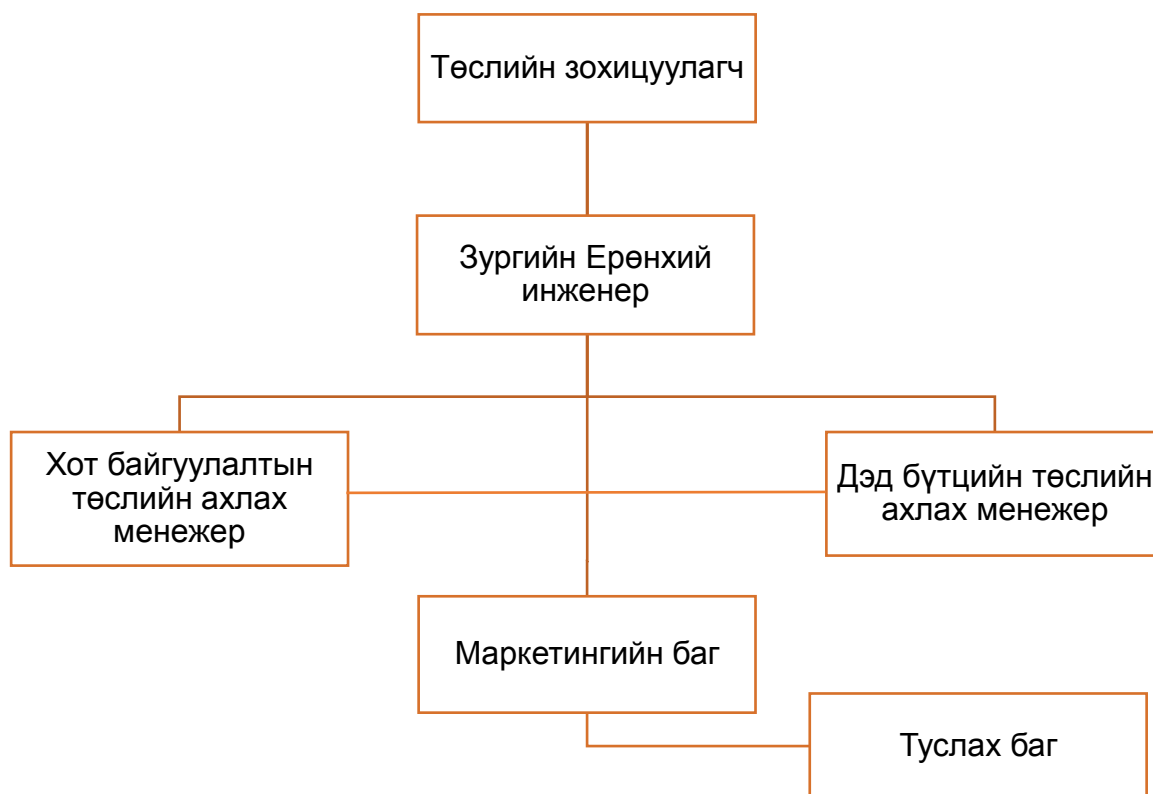 Төслийн зохицуулагч
Зургийн Ерөнхий
инженер
Хот байгуулалтын
төслийн ахлах
менежер
Дэд бүтцийн төслийн
ахлах менежер
Маркетингийн баг
Туслах баг